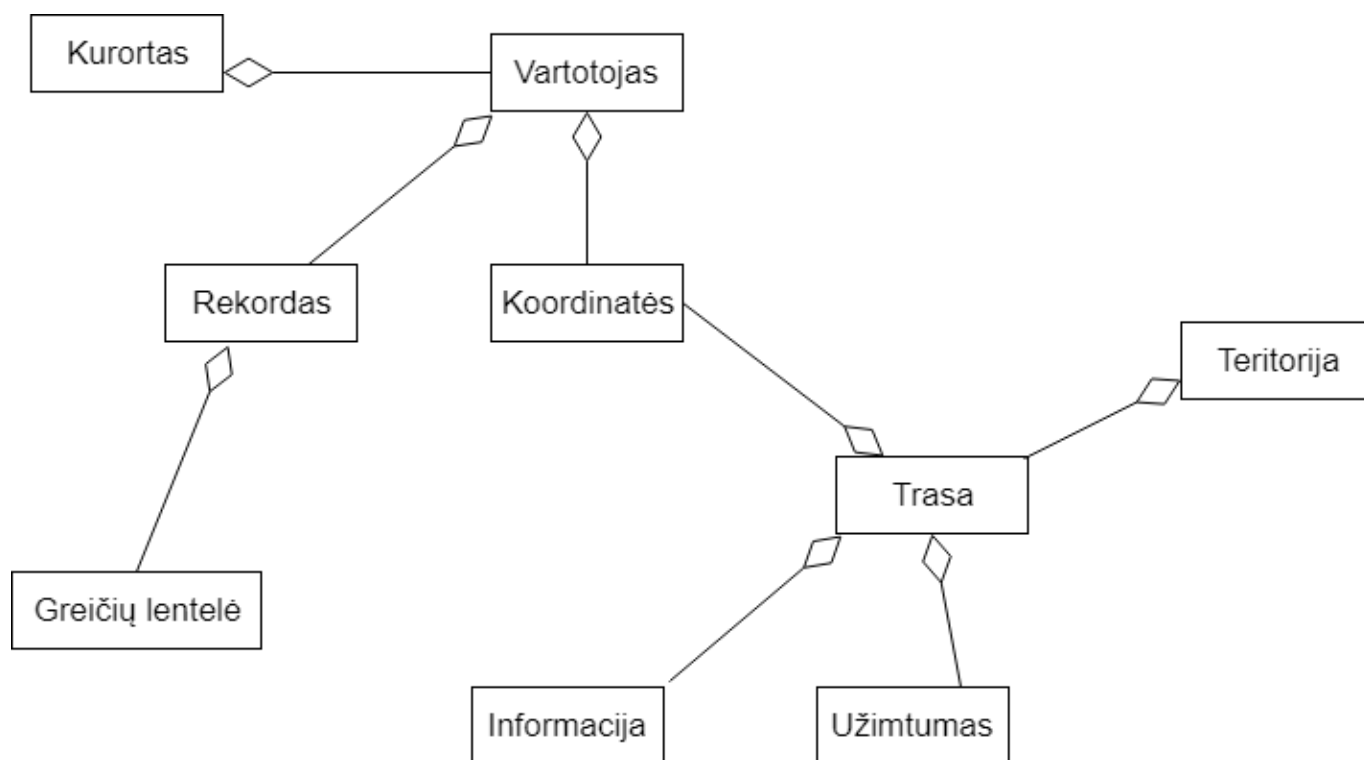 Kurortas
Vartotojas
Rekordas
Koordinatės
Teritorija
Trasa
Greičių lentelė
Informacija
Užimtumas